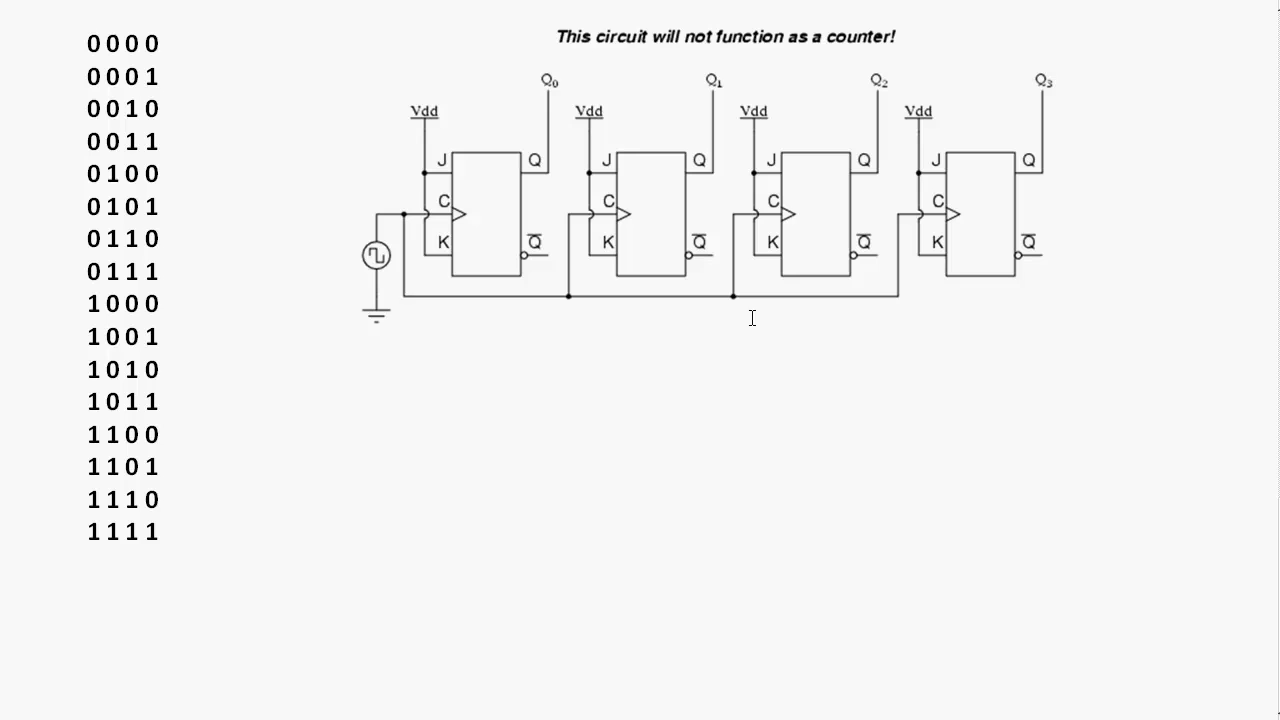 0 0 0 0
0 0 0 1
0 0 1 0
0 0 1 1
0 1 0 0
0 1 0 1
0 1 1 0
0 1 1 1
1 0 0 0
1 0 0 1
1 0 1 0
1 0 1 1
1 1 0 0
1 1 0 1
1 1 1 0
1 1 1 1
This circuit will not function as a counter!
Q₀ Q₁ Q₂ Q₃
Vdd Vdd Vdd Vdd
J Q J Q J Q J Q
C C C C
K Q̅ K Q̅ K Q̅ K Q̅